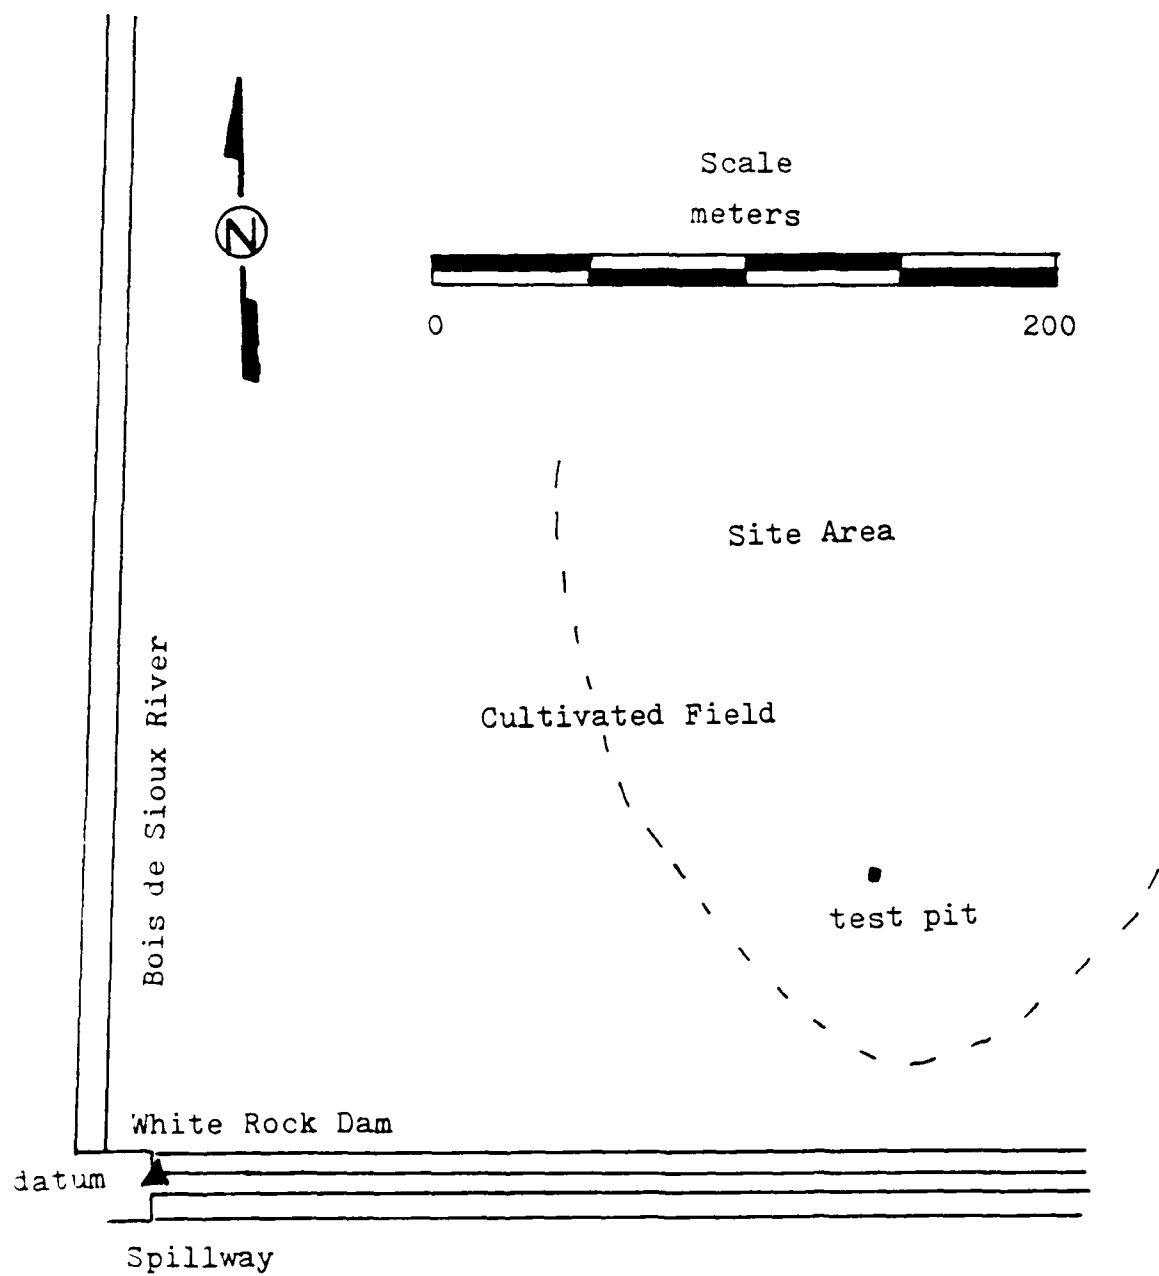 N
Scale
meters
0 200
Site Area
Cultivated Field
Bois de Sioux River
test pit
White Rock Dam
datum
Spillway